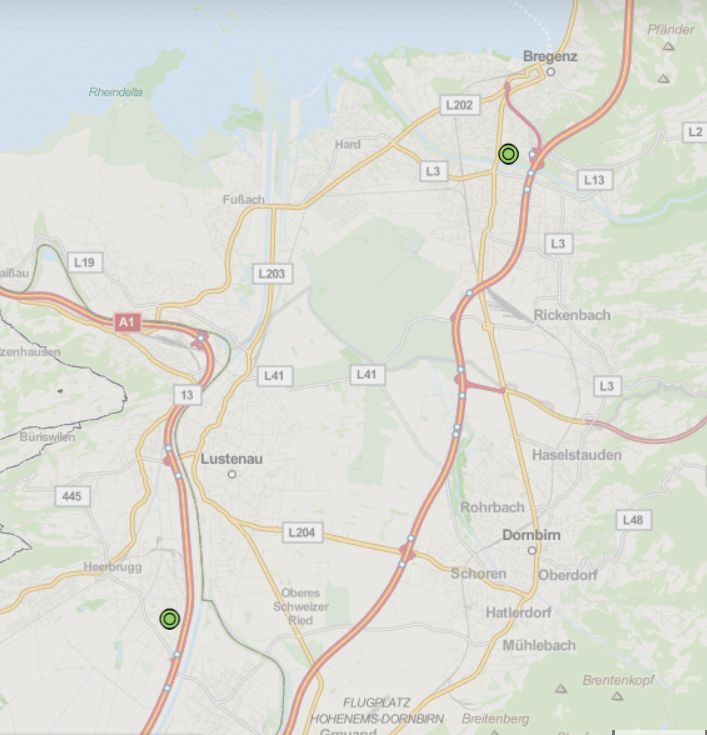 Pfänder
Bregenz
Rheindelta
L202
L2
Hard
L3
L13
Fußach
L3
L19
aißau
L203
Rickenbach
A1
zenhausen
L41
L41
L3
13
Büriswilen
Lustenau
Haselstauden
445
Rohrbach
L48
L204
Dornbirn
Heerbrugg
Schoren
Oberdorf
Oberes
Schweizer
Ried
Hatlerdorf
Mühlebach
Brentenkopf
FLUGPLATZ
HOHENEMS-DORNBIRN
Breitenberg